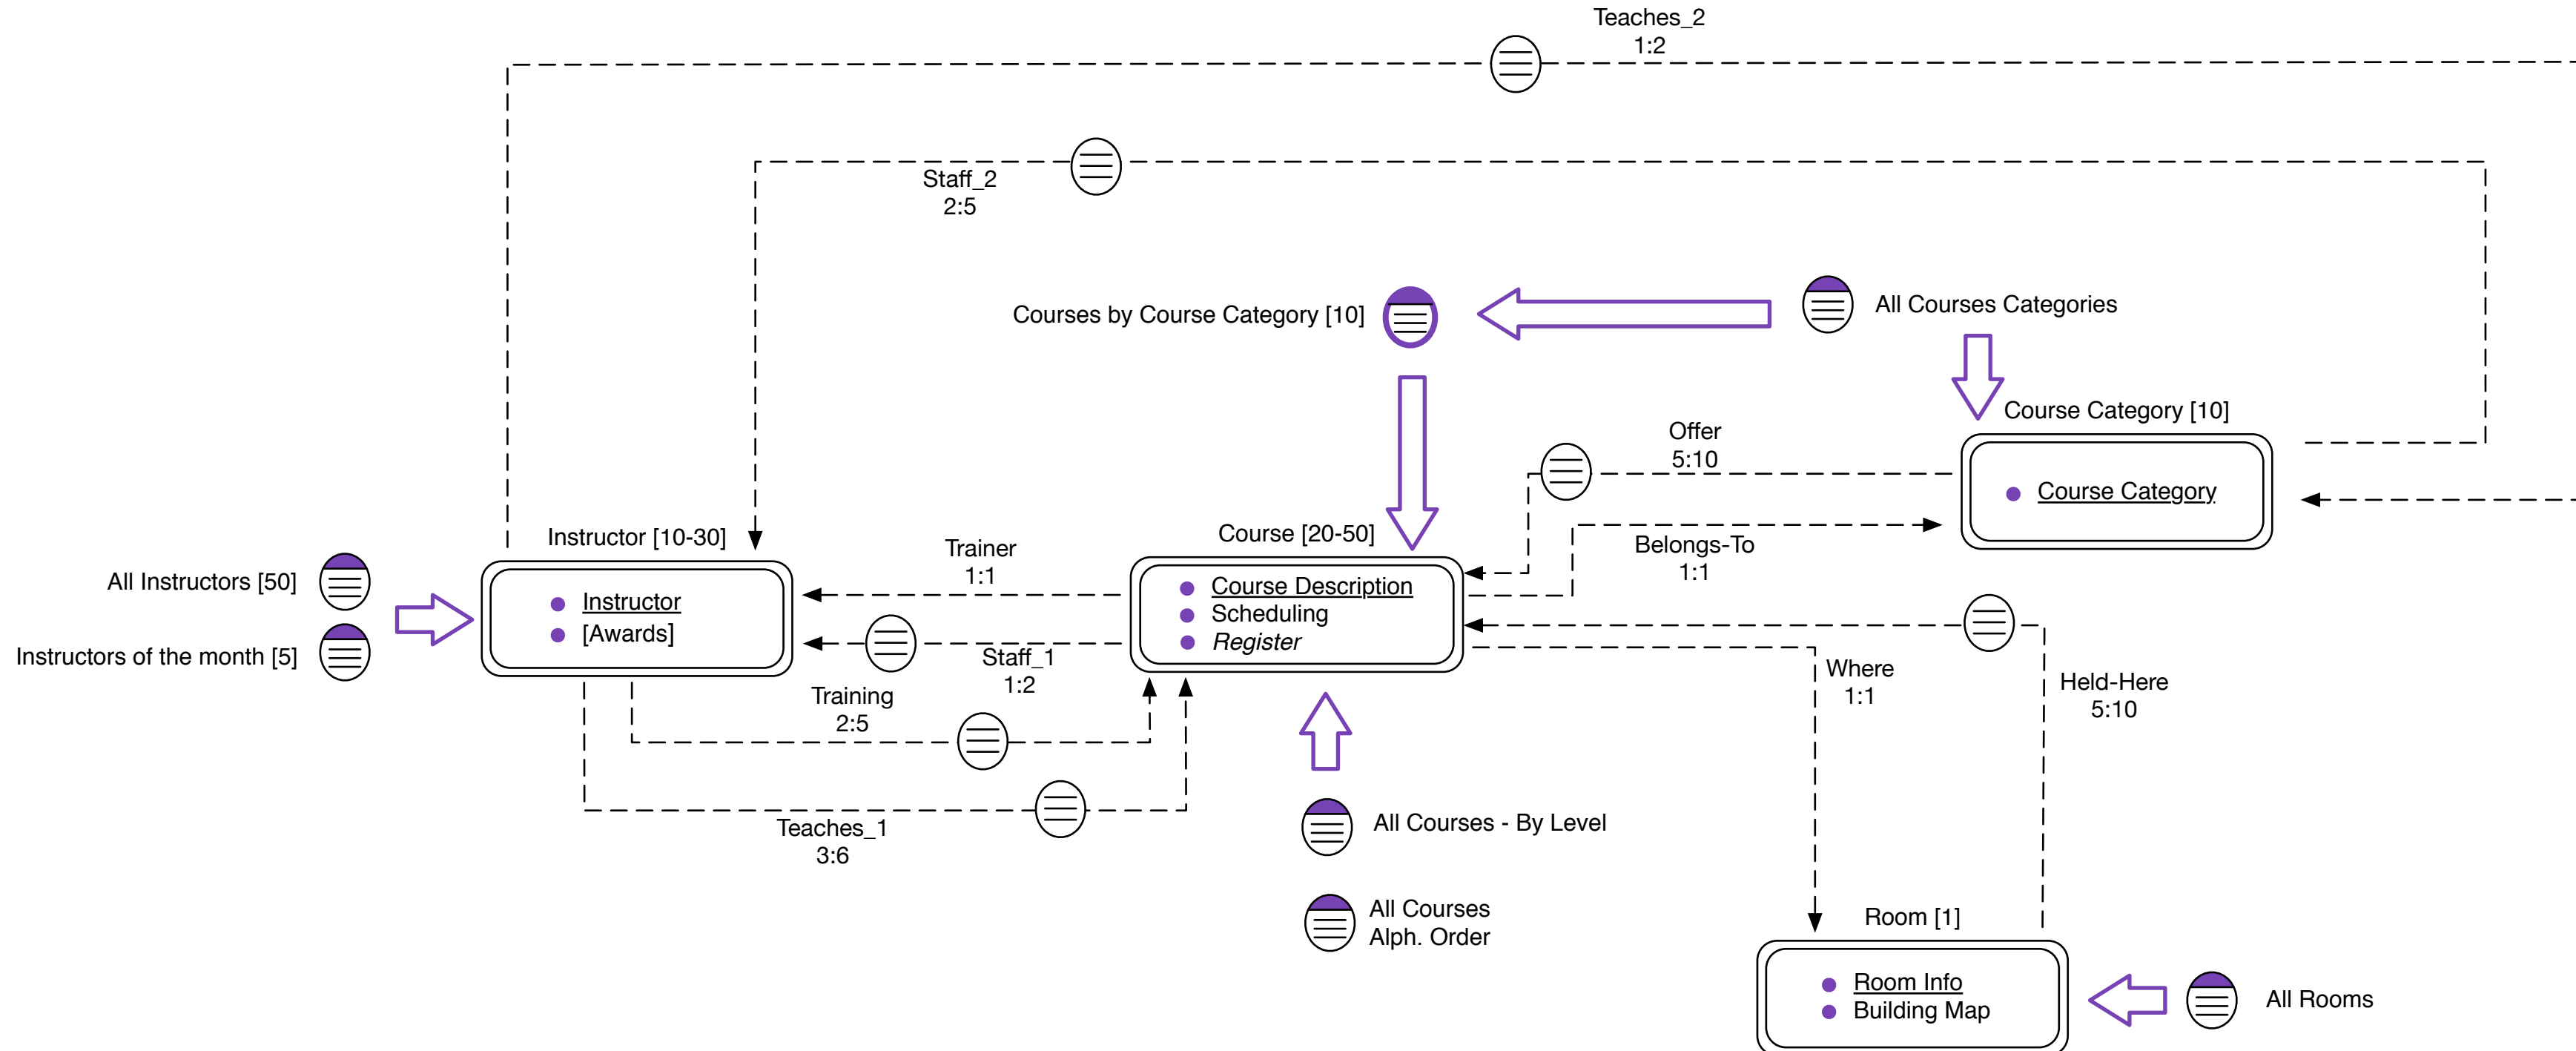 Teaches_2
1:2
Staff_2
2:5
Courses by Course Category [10]
All Courses Categories
Course Category [10]
Course Category
Offer
5:10
Belongs-To
1:1
Instructor [10-30]
Instructor
[Awards]
All Instructors [50]
Instructors of the month [5]
Trainer
1:1
Staff_1
1:2
Training
2:5
Teaches_1
3:6
Course [20-50]
Course Description
Scheduling
Register
Where
1:1
Held-Here
5:10
All Courses - By Level
All Courses
Alph. Order
Room [1]
Room Info
Building Map
All Rooms